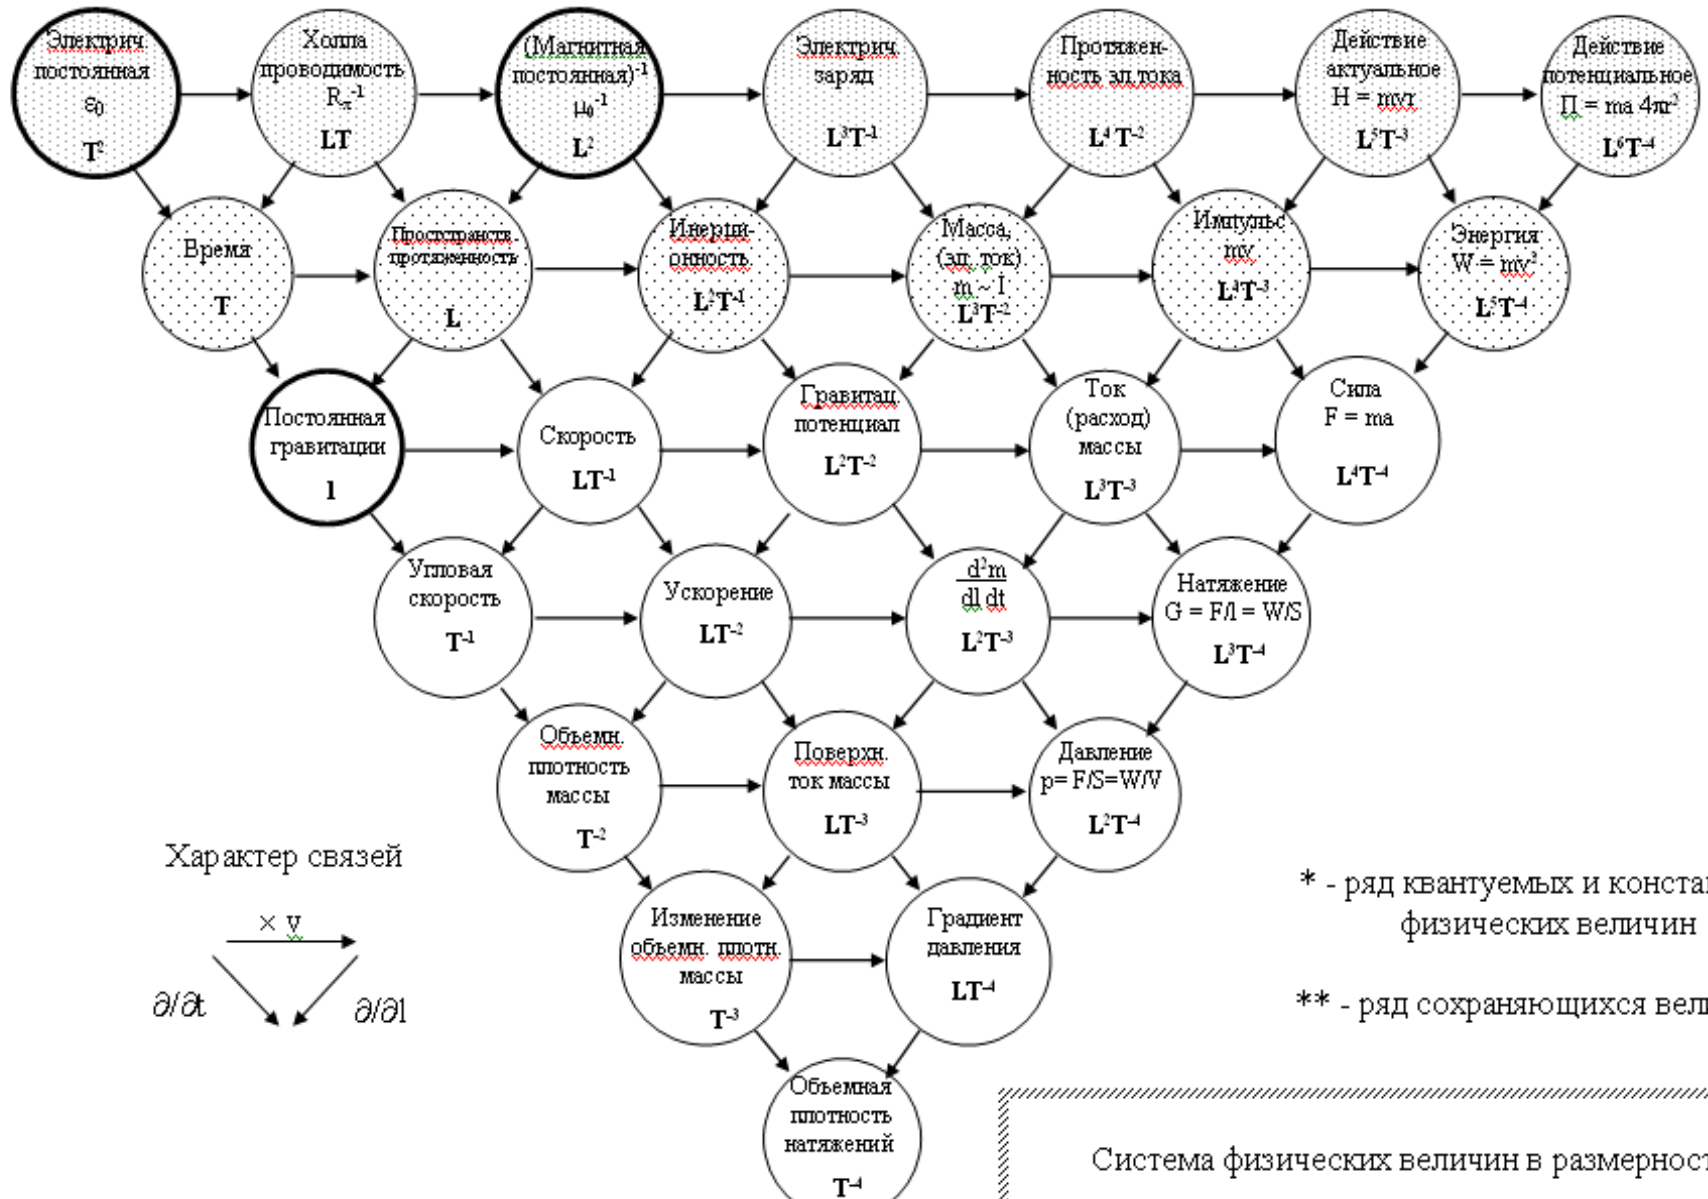 Электрич.
постоянная
ε₀
T²
Холла
проводимость
LT
(Магнитная
постоянная)⁻¹
μ₀⁻¹
L²
Электрич.
заряд
L³T⁻¹
Протяжен-
ность эл.тока
L⁴T⁻²
Действие
актуальное
H = mvr
L⁵T⁻³
Действие
потенциальное
П = ma 4πr²
L⁶T⁻⁴
Время
T
протяженность
L
Инерци-
онность
L²T⁻¹
Масса,
(эл. ток)
m ~ I
L³T⁻²
Импульс
mv
L⁴T⁻³
Энергия
W = mv²
L⁵T⁻⁴
Постоянная
гравитации
1
Скорость
LT⁻¹
Гравитац.
потенциал
L²T⁻²
Ток
(расход)
массы
L³T⁻³
Сила
F = ma
L⁴T⁻⁴
Угловая
скорость
T⁻¹
Ускорение
LT⁻²
d²m
dl dt
L²T⁻³
Натяжение
G = F/l = W/S
L³T⁻⁴
Объемн.
плотность
массы
T⁻²
Поверхн.
ток массы
LT⁻³
Давление
p= F/S=W/V
L²T⁻⁴
Изменение
объемн. плотн.
массы
T⁻³
Градиент
давления
LT⁻⁴
Объемная
плотность
натяжений
T⁻⁴
Характер связей
× v
∂/∂t
∂/∂l
* - ряд квантуемых и конста
физических величин
** - ряд сохраняющихся вел
Система физических величин в размернос